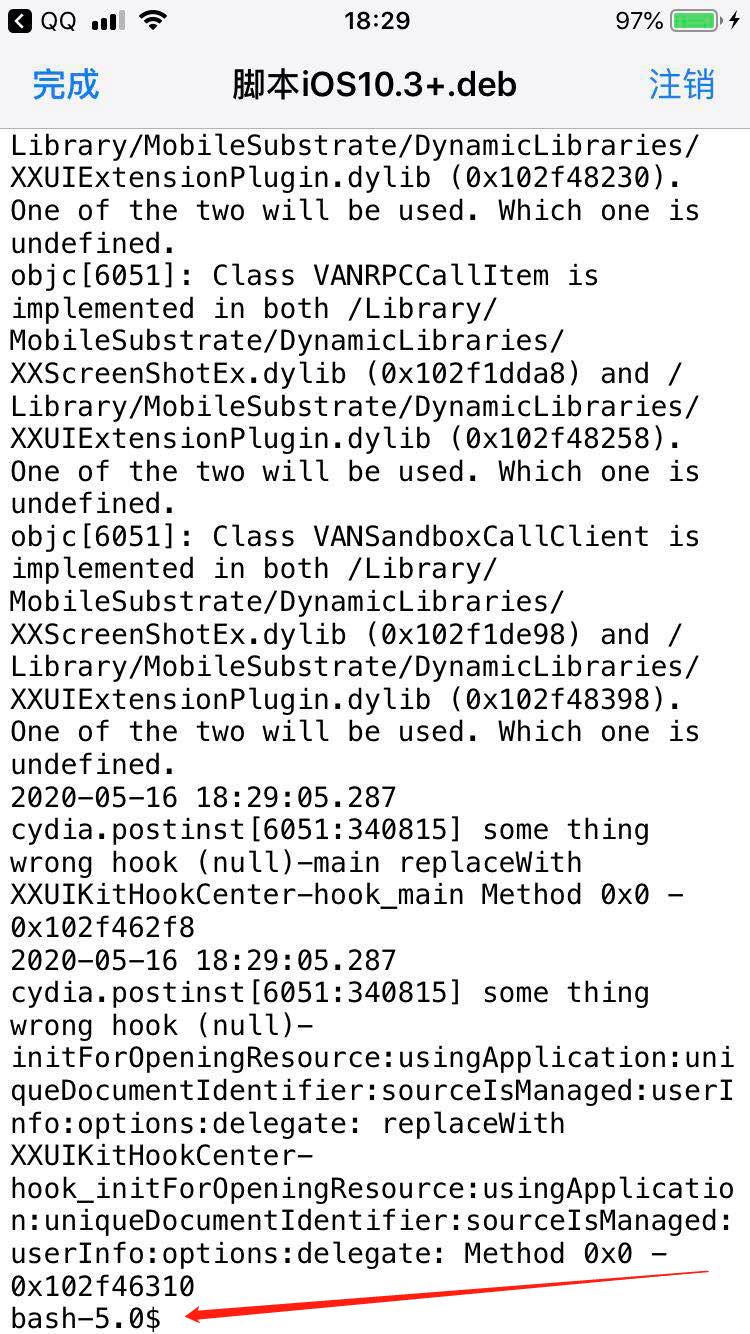 QQ 18:29 97%
完成 脚本iOS10.3+.deb 注销
Library/MobileSubstrate/DynamicLibraries/
XXUIExtensionPlugin.dylib (0x102f48230).
One of the two will be used. Which one is
undefined.
objc[6051]: Class VANRPCCallItem is
implemented in both /Library/
MobileSubstrate/DynamicLibraries/
XXScreenShotEx.dylib (0x102f1dda8) and /
Library/MobileSubstrate/DynamicLibraries/
XXUIExtensionPlugin.dylib (0x102f48258).
One of the two will be used. Which one is
undefined.
objc[6051]: Class VANSandboxCallClient is
implemented in both /Library/
MobileSubstrate/DynamicLibraries/
XXScreenShotEx.dylib (0x102f1de98) and /
Library/MobileSubstrate/DynamicLibraries/
XXUIExtensionPlugin.dylib (0x102f48398).
One of the two will be used. Which one is
undefined.
2020-05-16 18:29:05.287
cydia.postinst[6051:340815] some thing
wrong hook (null)-main replaceWith
XXUIKitHookCenter-hook_main Method 0x0 -
0x102f462f8
2020-05-16 18:29:05.287
cydia.postinst[6051:340815] some thing
wrong hook (null)-
initForOpeningResource:usingApplication:uni
queDocumentIdentifier:sourceIsManaged:userI
nfo:options:delegate: replaceWith
XXUIKitHookCenter-
hook_initForOpeningResource:usingApplicatio
n:uniqueDocumentIdentifier:sourceIsManaged:
userInfo:options:delegate: Method 0x0 -
0x102f46310
bash-5.0$